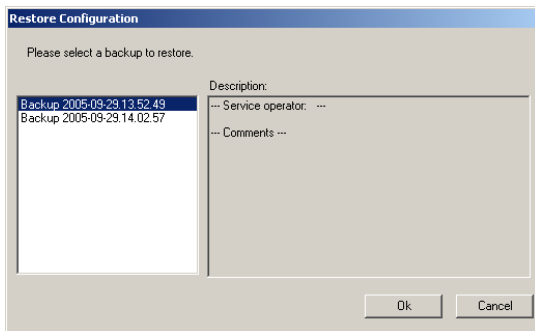 Restore Configuration
Please select a backup to restore.
Description:
Backup 2005-09-29.13.52.49
Backup 2005-09-29.14.02.57
--- Service operator:   ---
--- Comments ---
Ok
Cancel